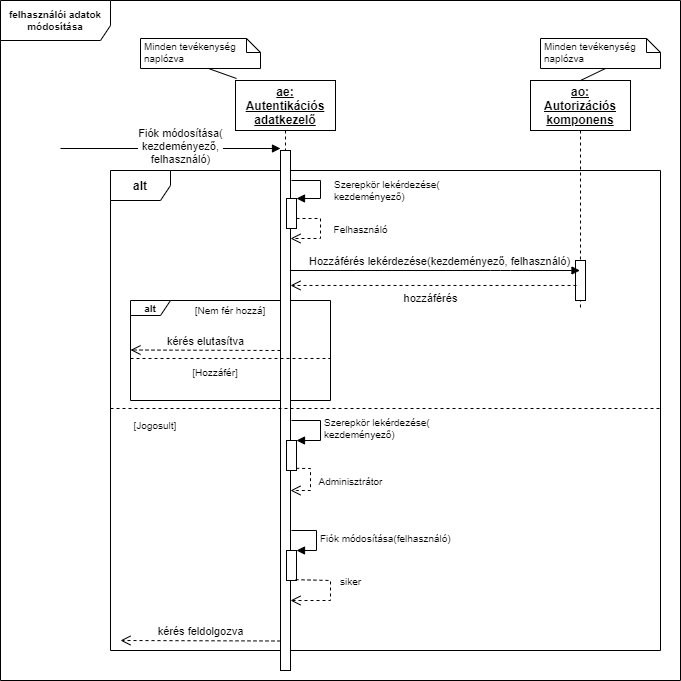 felhasználói adatok
módosítása
Minden tevékenység
naplózva
Minden tevékenység
naplózva
ae:
Autentikációs
adatkezelő
ao:
Autorizációs
komponens
Fiók módosítása(
kezdeményező,
felhasználó)
alt
Szerepkör lekérdezése(
kezdeményező)
Felhasználó
Hozzáférés lekérdezése(kezdeményező, felhasználó)
hozzáférés
alt
[Nem fér hozzá]
kérés elutasítva
[Hozzáfér]
[Jogosult]
Szerepkör lekérdezése(
kezdeményező)
Adminisztrátor
Fiók módosítása(felhasználó)
siker
kérés feldolgozva